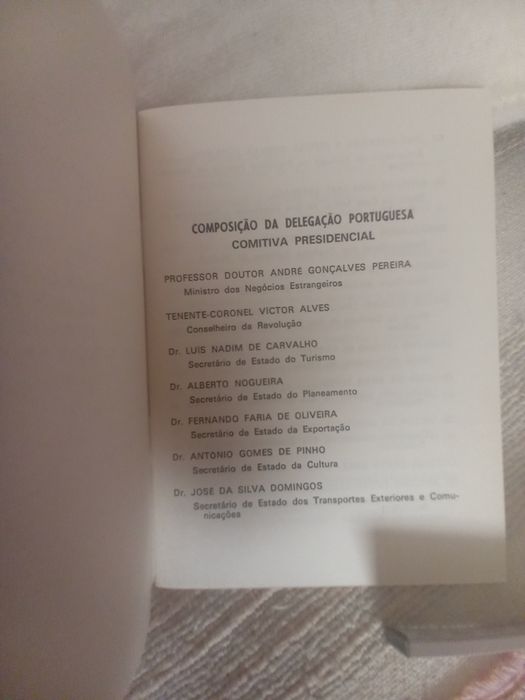 COMPOSIÇÃO DA DELEGAÇÃO PORTUGUESA
COMITIVA PRESIDENCIAL
PROFESSOR DOUTOR ANDRÉ GONÇALVES PEREIRA
Ministro dos Negócios Estrangeiros
TENENTE-CORONEL VICTOR ALVES
Conselheiro da Revolução
Dr. LUIS NADIM DE CARVALHO
Secretário de Estado do Turismo
Dr. ALBERTO NOGUEIRA
Secretário de Estado do Planeamento
Dr. FERNANDO FARIA DE OLIVEIRA
Secretário de Estado da Exportação
Dr. ANTÓNIO GOMES DE PINHO
Secretário de Estado da Cultura
Dr. JOSÉ DA SILVA DOMINGOS
Secretário de Estado dos Transportes Exteriores e Comu-
nicações